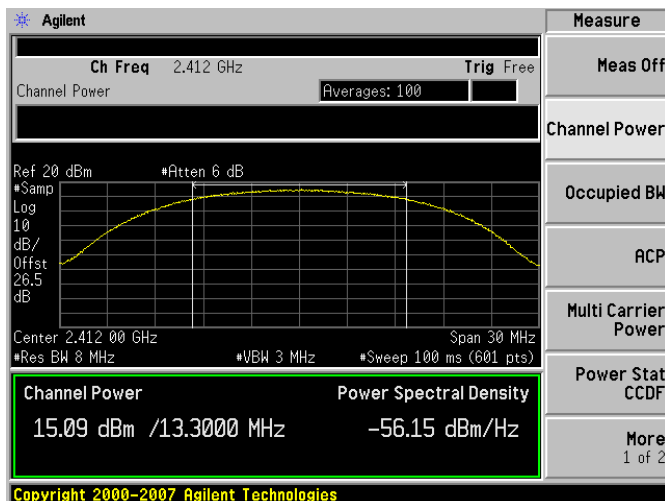 Agilent
Measure
Ch Freq 2.412 GHz Trig Free
Channel Power Averages: 100
Meas Off
Channel Power
Occupied BW
ACP
Multi Carrier
Power
Power Stat
CCDF
More
1 of 2
Ref 20 dBm #Atten 6 dB
#Samp
Log
10
dB/
Offst
26.5
dB
Center 2.412 00 GHz Span 30 MHz
#Res BW 8 MHz #VBW 3 MHz #Sweep 100 ms (601 pts)
Channel Power Power Spectral Density
15.09 dBm /13.3000 MHz -56.15 dBm/Hz
Copyright 2000-2007 Agilent Technologies